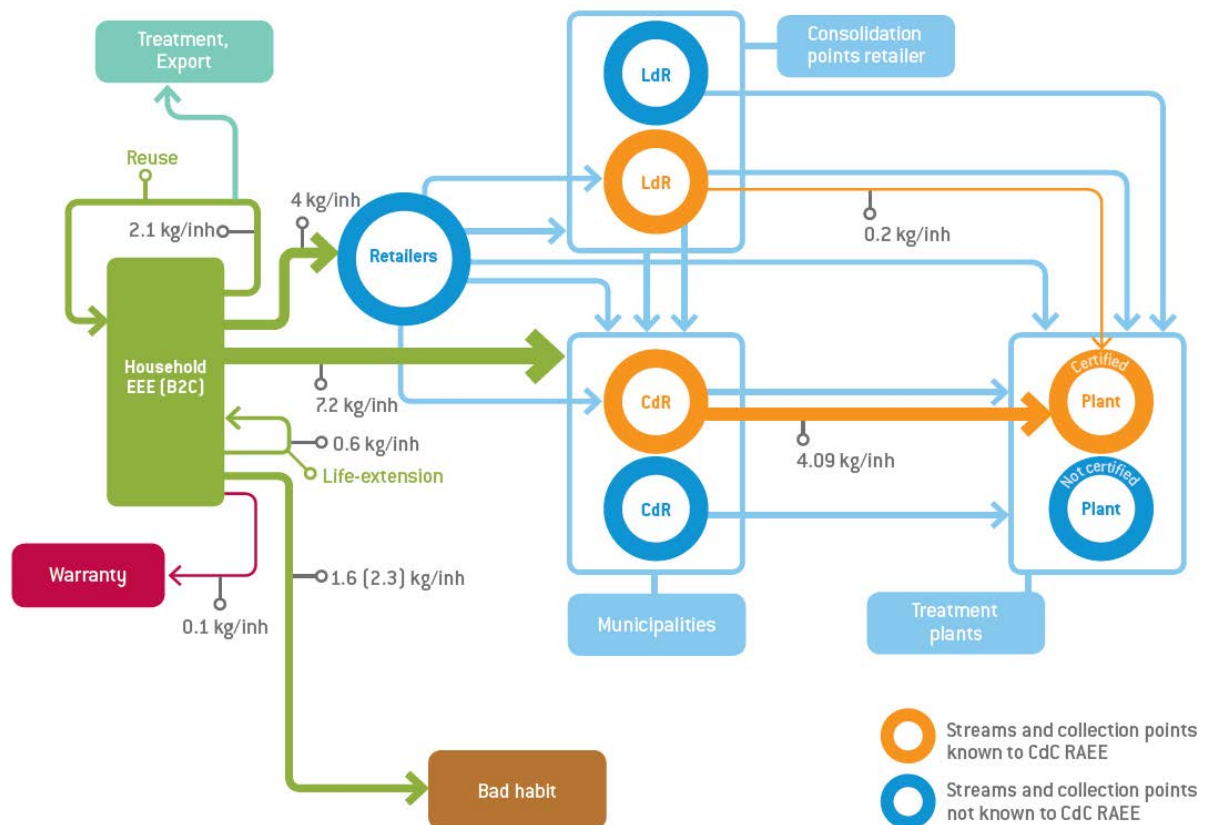 Treatment,
Export
Consolidation
points retailer
LdR
LdR
Reuse
2.1 kg/inh
4 kg/inh
0.2 kg/inh
Retailers
Household
EEE (B2C)
7.2 kg/inh
0.6 kg/inh
Life-extension
CdR
4.09 kg/inh
Certified
Plant
CdR
Not certified
Plant
Warranty
0.1 kg/inh
1.6 (2.3) kg/inh
Municipalities
Treatment
plants
Bad habit
Streams and collection points
known to CdC RAEE
Streams and collection points
not known to CdC RAEE